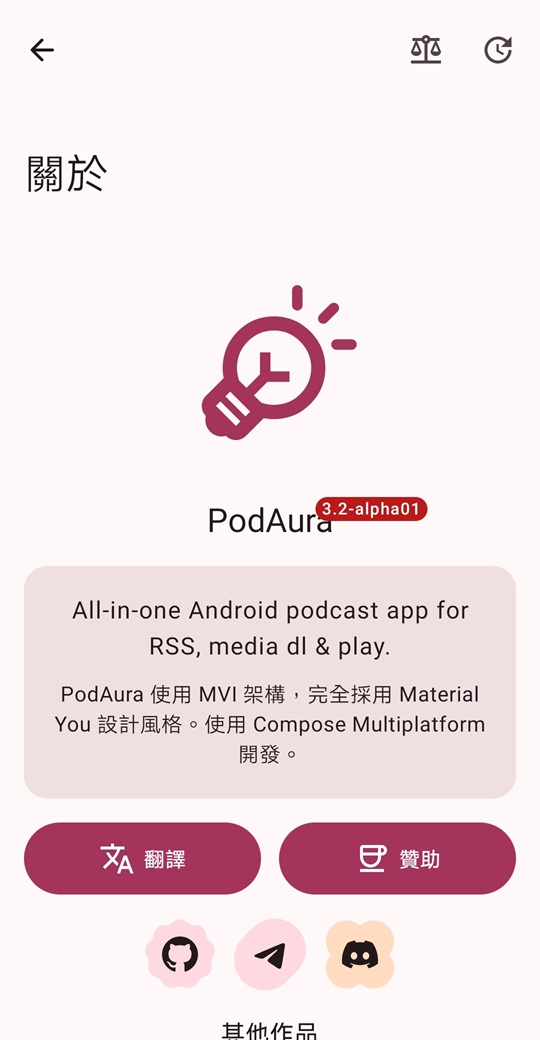 關於
3.2-alpha01
PodAura
All-in-one Android podcast app for
RSS, media dl & play.
PodAura 使用 MVI 架構，完全採用 Material
You 設計風格。使用 Compose Multiplatform
開發。
翻譯
贊助
其他作品